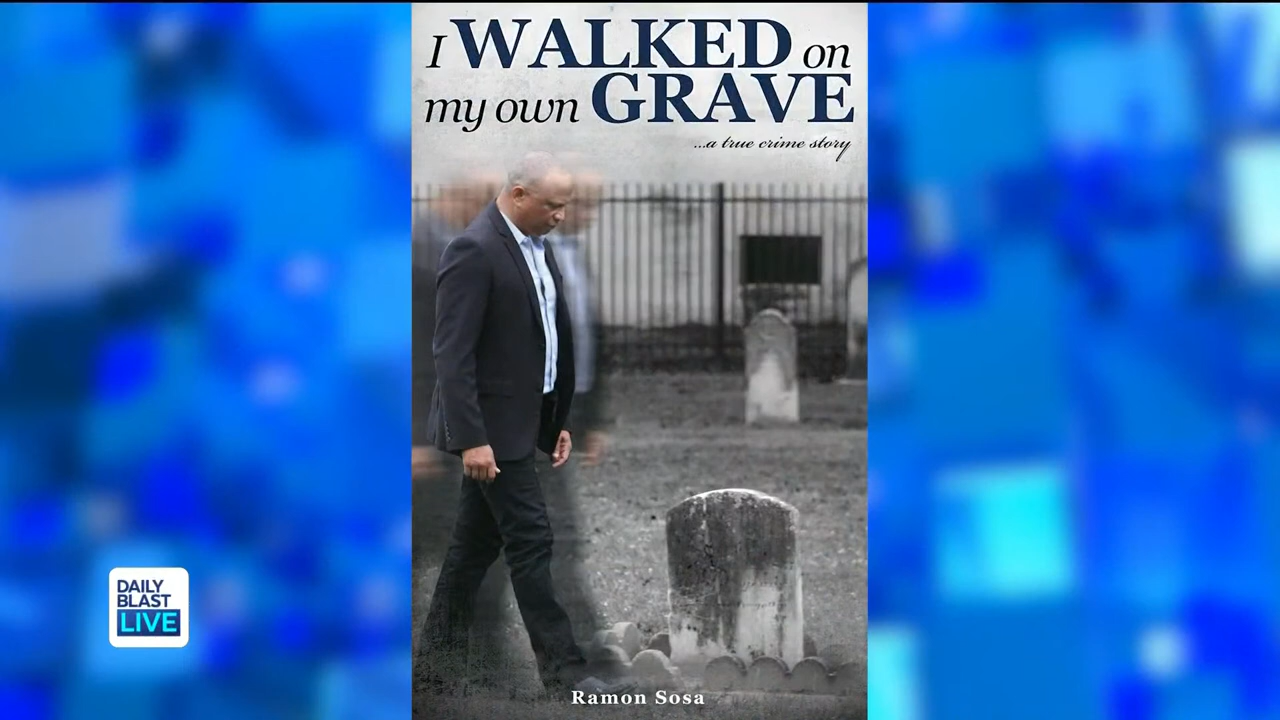 I WALKED on
my own GRAVE
...a true crime story
DAILY
BLAST
LIVE
Ramon Sosa